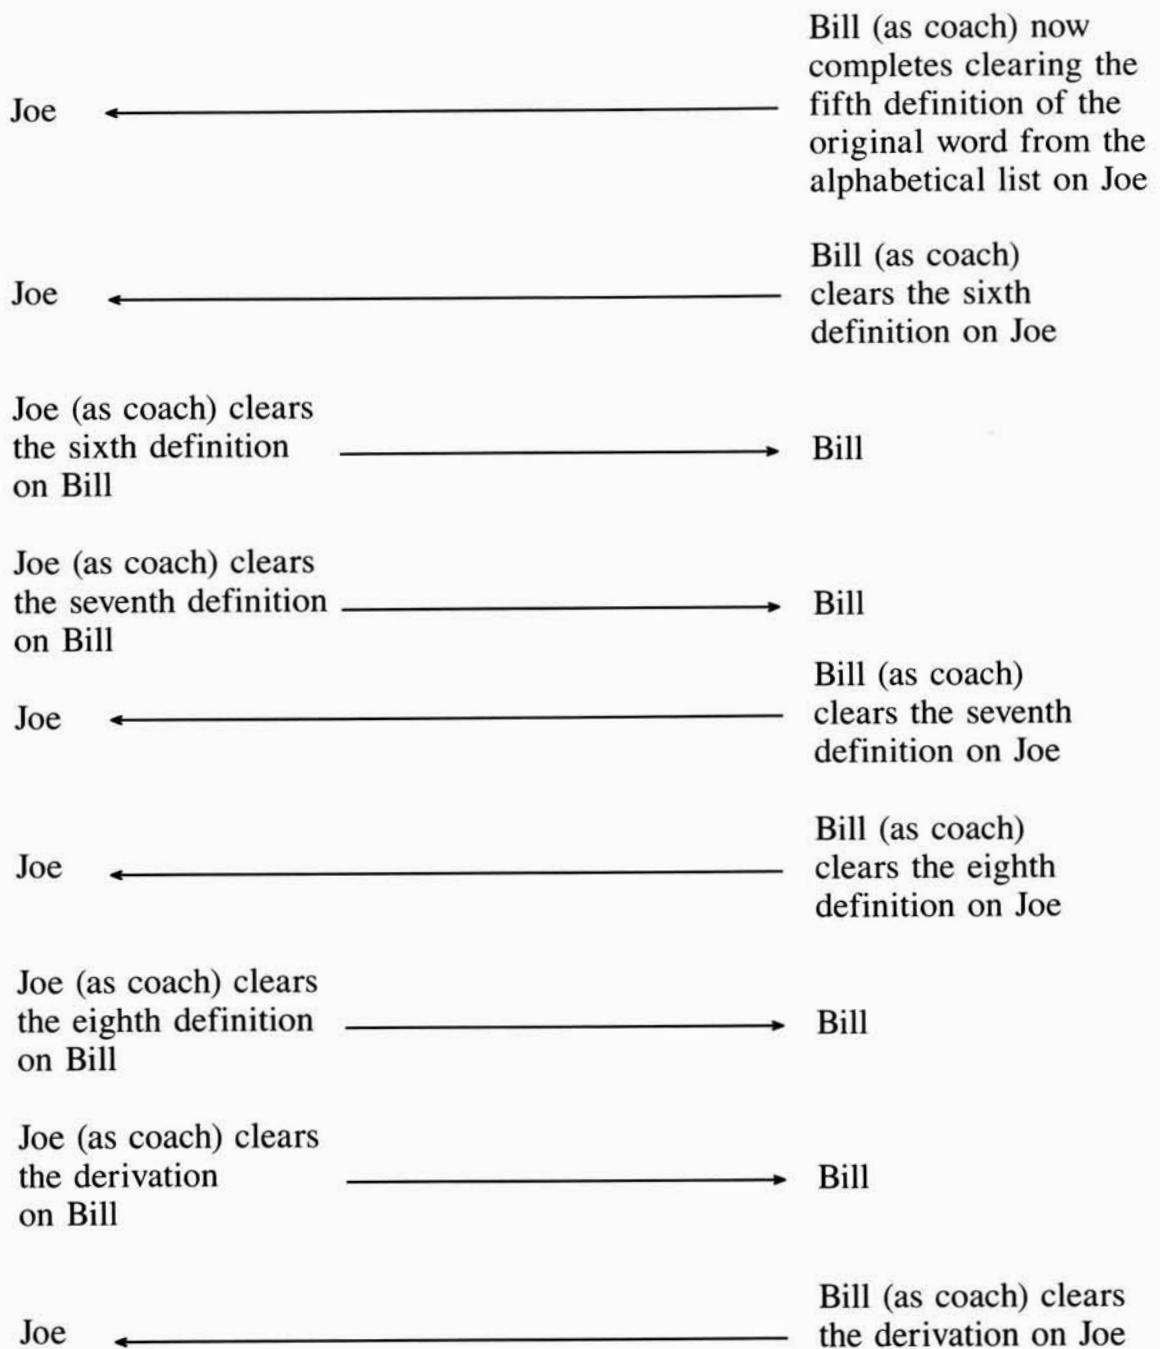 Bill (as coach) now
completes clearing the
fifth definition of the
original word from the
alphabetical list on Joe
Joe
Bill (as coach)
clears the sixth
definition on Joe
Joe
Joe (as coach) clears
the sixth definition
on Bill
Bill
Joe (as coach) clears
the seventh definition
on Bill
Bill
Bill (as coach)
clears the seventh
definition on Joe
Joe
Bill (as coach)
clears the eighth
definition on Joe
Joe
Joe (as coach) clears
the eighth definition
on Bill
Bill
Joe (as coach) clears
the derivation
on Bill
Bill
Bill (as coach) clears
the derivation on Joe
Joe